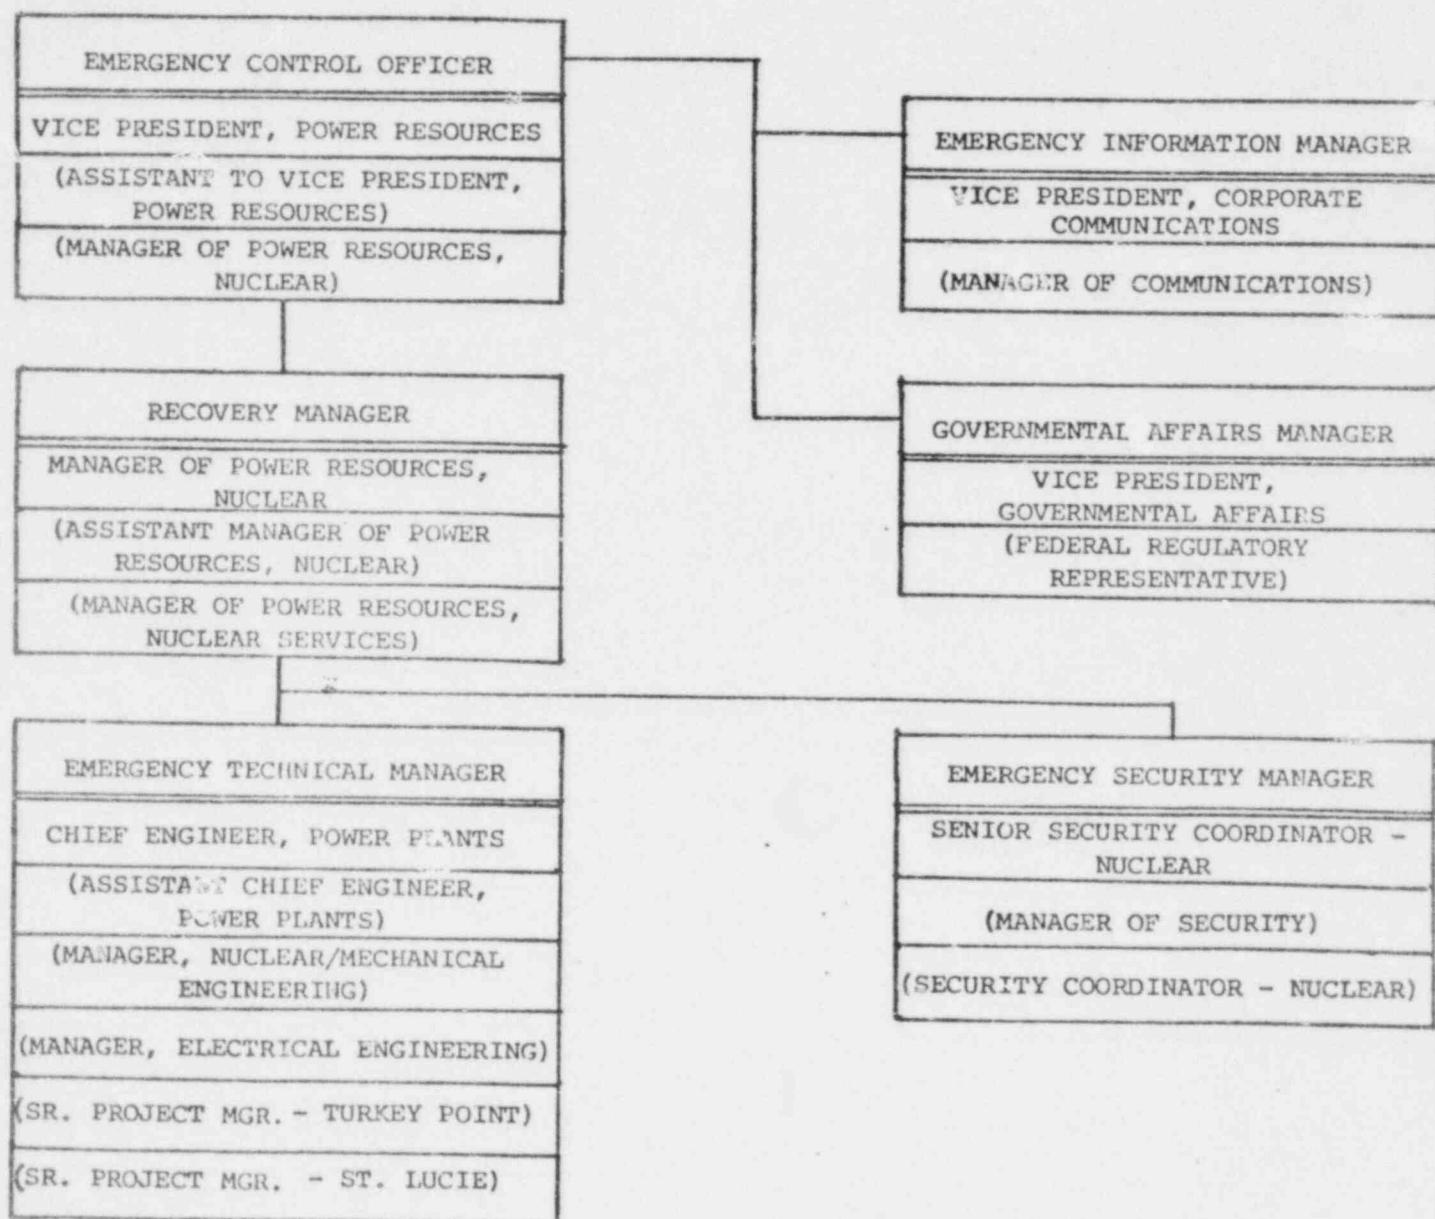 EMERGENCY CONTROL OFFICER
VICE PRESIDENT, POWER RESOURCES
(ASSISTANT TO VICE PRESIDENT,
POWER RESOURCES)
(MANAGER OF POWER RESOURCES,
NUCLEAR)
EMERGENCY INFORMATION MANAGER
VICE PRESIDENT, CORPORATE
COMMUNICATIONS
(MANAGER OF COMMUNICATIONS)
RECOVERY MANAGER
MANAGER OF POWER RESOURCES,
NUCLEAR
(ASSISTANT MANAGER OF POWER
RESOURCES, NUCLEAR)
(MANAGER OF POWER RESOURCES,
NUCLEAR SERVICES)
GOVERNMENTAL AFFAIRS MANAGER
VICE PRESIDENT,
GOVERNMENTAL AFFAIRS
(FEDERAL REGULATORY
REPRESENTATIVE)
EMERGENCY TECHNICAL MANAGER
CHIEF ENGINEER, POWER PLANTS
(ASSISTANT CHIEF ENGINEER,
POWER PLANTS)
(MANAGER, NUCLEAR/MECHANICAL
ENGINEERING)
(MANAGER, ELECTRICAL ENGINEERING)
(SR. PROJECT MGR. - TURKEY POINT)
(SR. PROJECT MGR. - ST. LUCIE)
EMERGENCY SECURITY MANAGER
SENIOR SECURITY COORDINATOR -
NUCLEAR
(MANAGER OF SECURITY)
(SECURITY COORDINATOR - NUCLEAR)